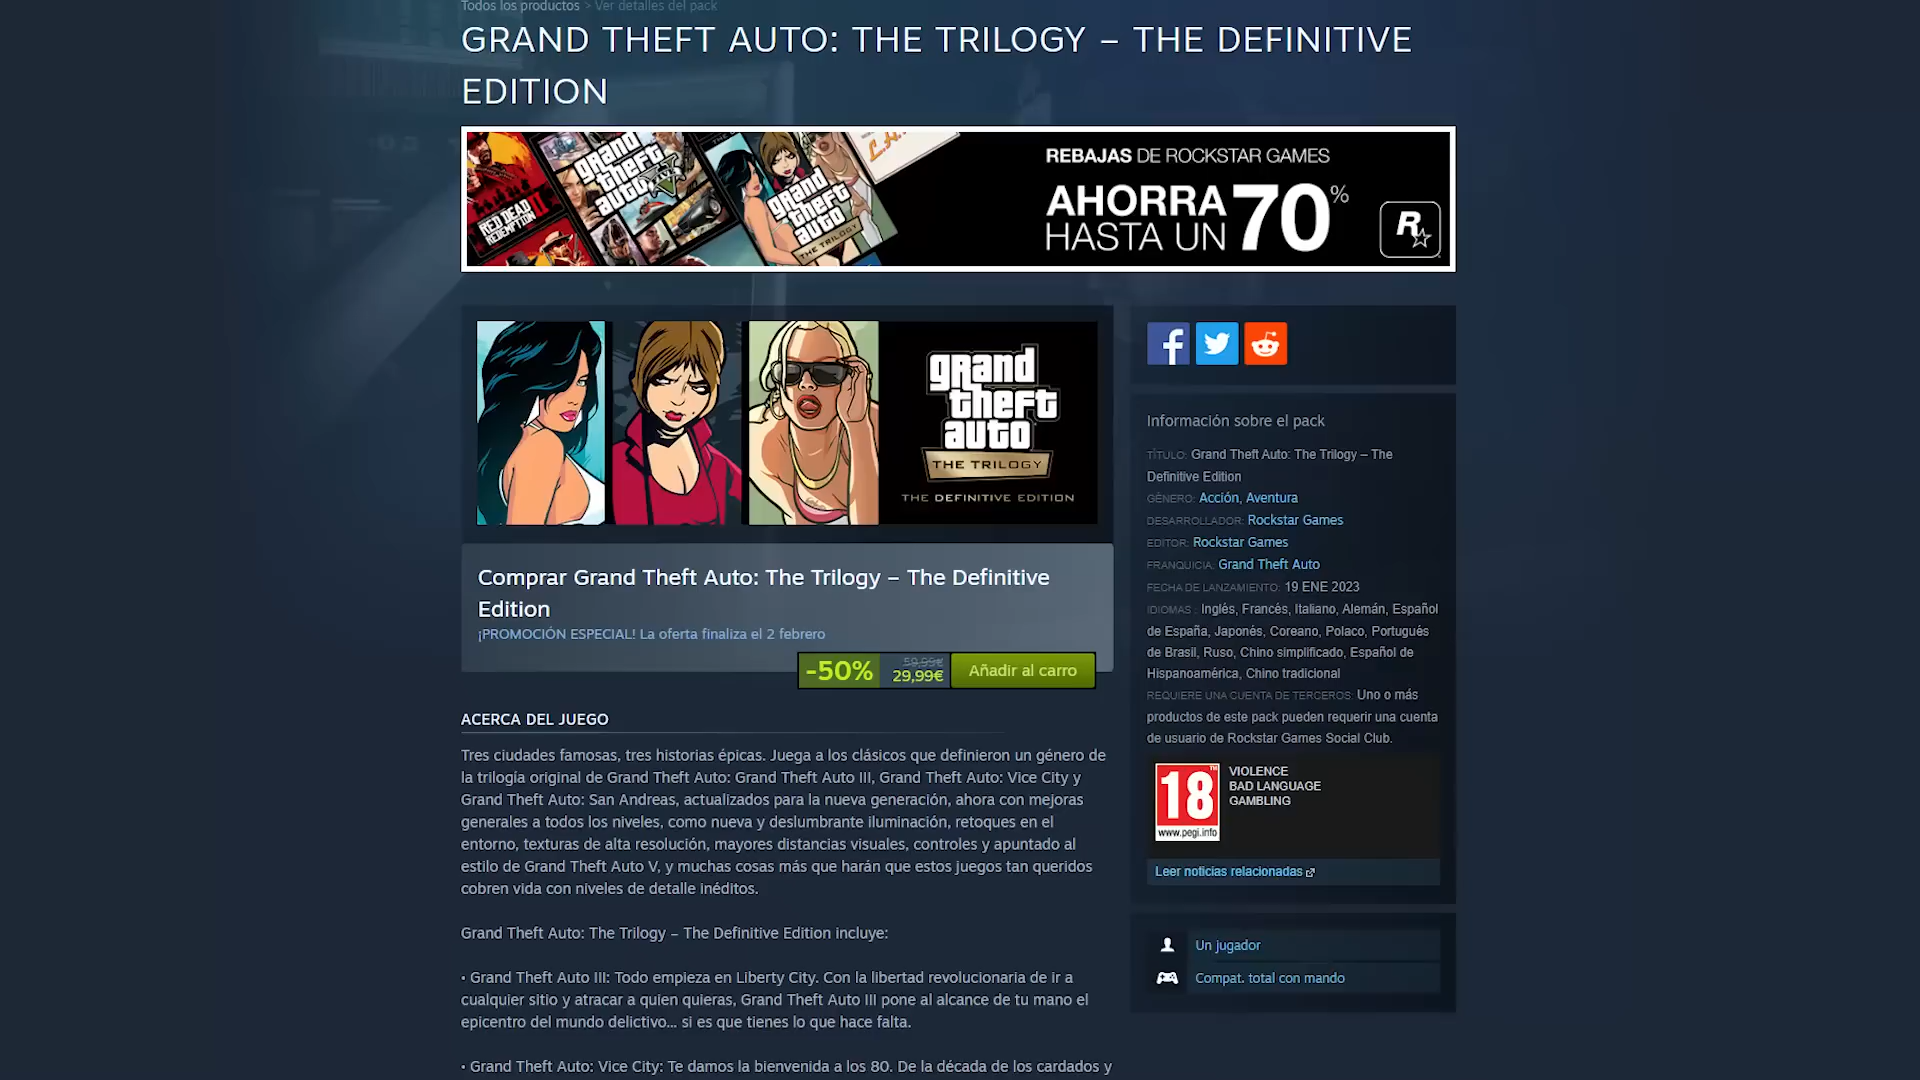 Todos los productos > Ver detalles del pack
GRAND THEFT AUTO: THE TRILOGY – THE DEFINITIVE
EDITION
RED DEAD
REDEMPTION II
grand
theft
auto
V
grand
theft
auto
THE TRILOGY
L.A.
REBAJAS DE ROCKSTAR GAMES
AHORRA
HASTA UN 70%
R
grand
theft
auto
THE TRILOGY
THE DEFINITIVE EDITION
Comprar Grand Theft Auto: The Trilogy – The Definitive
Edition
¡PROMOCIÓN ESPECIAL! La oferta finaliza el 2 febrero
-50%
59,99€
29,99€
Añadir al carro
ACERCA DEL JUEGO
Tres ciudades famosas, tres historias épicas. Juega a los clásicos que definieron un género de
la trilogía original de Grand Theft Auto: Grand Theft Auto III, Grand Theft Auto: Vice City y
Grand Theft Auto: San Andreas, actualizados para la nueva generación, ahora con mejoras
generales a todos los niveles, como nueva y deslumbrante iluminación, retoques en el
entorno, texturas de alta resolución, mayores distancias visuales, controles y apuntado al
estilo de Grand Theft Auto V, y muchas cosas más que harán que estos juegos tan queridos
cobren vida con niveles de detalle inéditos.
Grand Theft Auto: The Trilogy – The Definitive Edition incluye:
• Grand Theft Auto III: Todo empieza en Liberty City. Con la libertad revolucionaria de ir a
cualquier sitio y atracar a quien quieras, Grand Theft Auto III pone al alcance de tu mano el
epicentro del mundo delictivo... si es que tienes lo que hace falta.
• Grand Theft Auto: Vice City: Te damos la bienvenida a los 80. De la década de los cardados y
Información sobre el pack
TÍTULO: Grand Theft Auto: The Trilogy – The
Definitive Edition
GÉNERO: Acción, Aventura
DESARROLLADOR: Rockstar Games
EDITOR: Rockstar Games
FRANQUICIA: Grand Theft Auto
FECHA DE LANZAMIENTO: 19 ENE 2023
IDIOMAS : Inglés, Francés, Italiano, Alemán, Español
de España, Japonés, Coreano, Polaco, Portugués
de Brasil, Ruso, Chino simplificado, Español de
Hispanoamérica, Chino tradicional
REQUIERE UNA CUENTA DE TERCEROS: Uno o más
productos de este pack pueden requerir una cuenta
de usuario de Rockstar Games Social Club.
18
www.pegi.info
VIOLENCE
BAD LANGUAGE
GAMBLING
Leer noticias relacionadas
Un jugador
Compat. total con mando